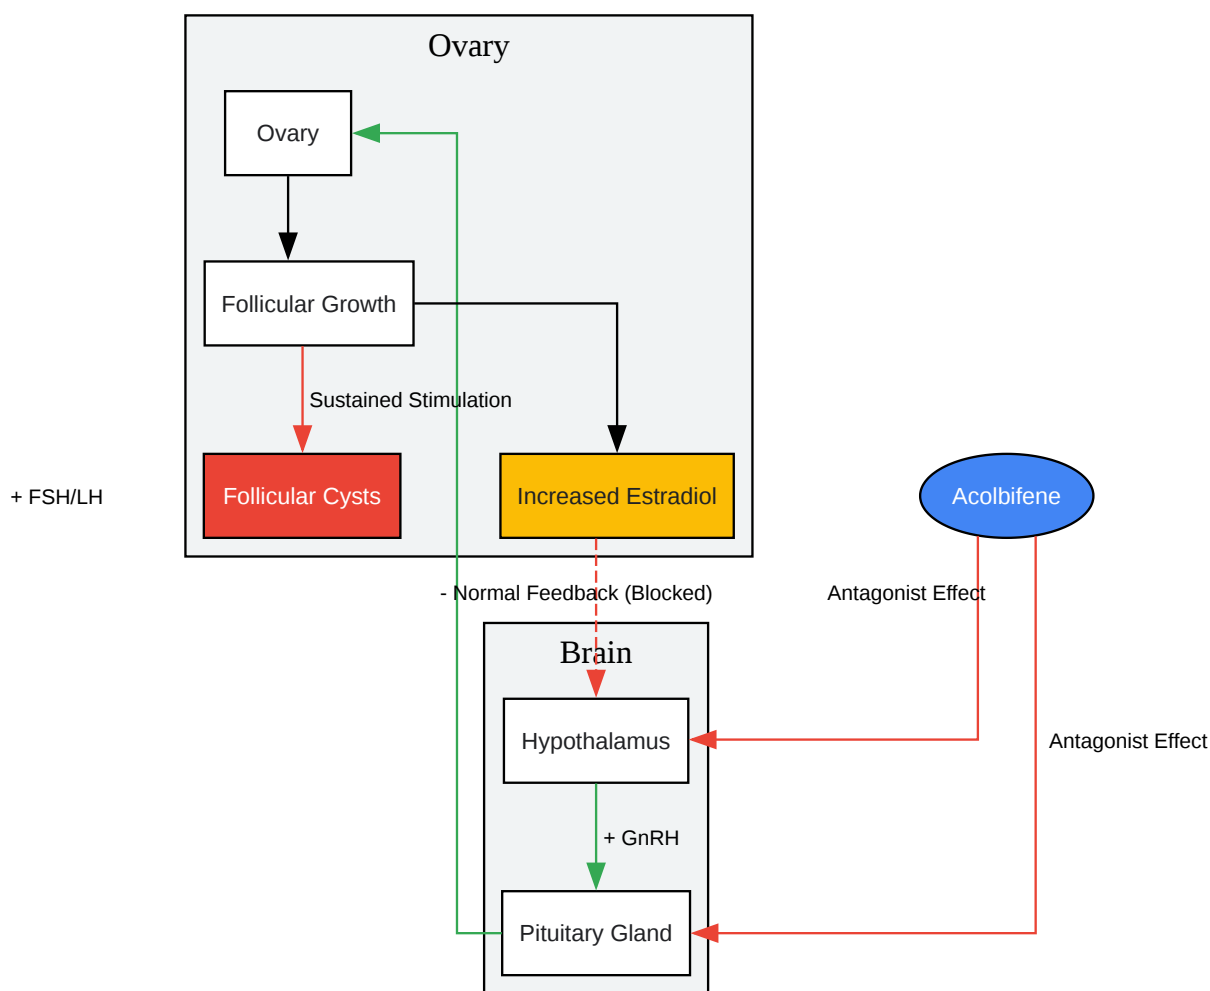 Ovary
Ovary
Follicular Growth
Sustained Stimulation
+ FSH/LH
Follicular Cysts
Increased Estradiol
Acolbifene
- Normal Feedback (Blocked)
Antagonist Effect
Brain
Hypothalamus
Antagonist Effect
+ GnRH
Pituitary Gland